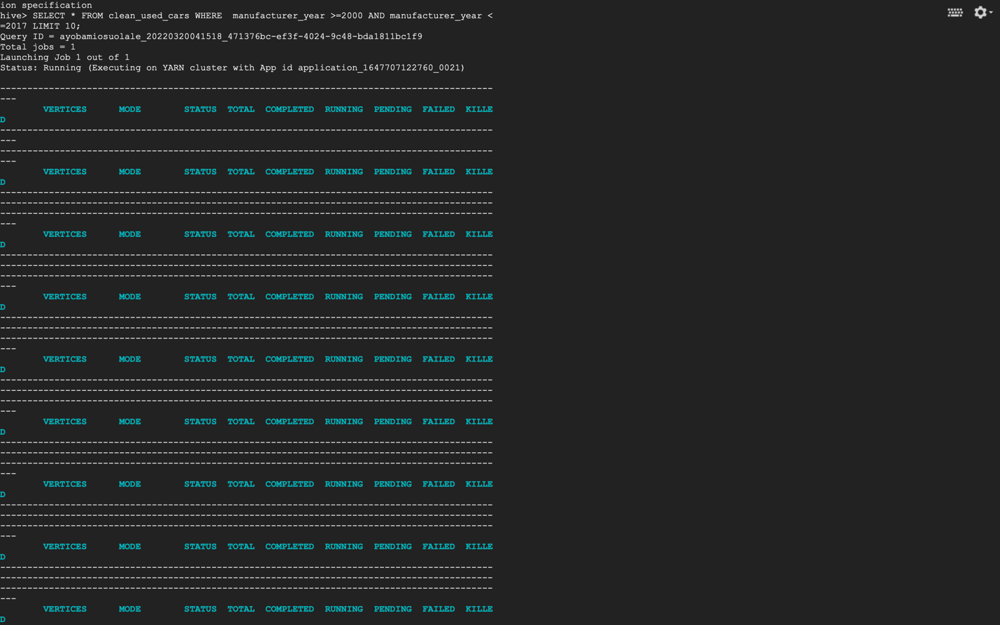 ion specification
hive> SELECT * FROM clean_used_cars WHERE  manufacturer_year >=2000 AND manufacturer_year <
=2017 LIMIT 10;
Query ID = ayobamiosuolale_20220320041518_471376bc-ef3f-4024-9c48-bda1811bc1f9
Total jobs = 1
Launching Job 1 out of 1
Status: Running (Executing on YARN cluster with App id application_1647707122760_0021)
-------------------------------------------------------------------------------------------
---
        VERTICES      MODE        STATUS  TOTAL  COMPLETED  RUNNING  PENDING  FAILED  KILLE
D
-------------------------------------------------------------------------------------------
---
-------------------------------------------------------------------------------------------
---
        VERTICES      MODE        STATUS  TOTAL  COMPLETED  RUNNING  PENDING  FAILED  KILLE
D
-------------------------------------------------------------------------------------------
-------------------------------------------------------------------------------------------
-------------------------------------------------------------------------------------------
---
        VERTICES      MODE        STATUS  TOTAL  COMPLETED  RUNNING  PENDING  FAILED  KILLE
D
-------------------------------------------------------------------------------------------
-------------------------------------------------------------------------------------------
-------------------------------------------------------------------------------------------
---
        VERTICES      MODE        STATUS  TOTAL  COMPLETED  RUNNING  PENDING  FAILED  KILLE
D
-------------------------------------------------------------------------------------------
-------------------------------------------------------------------------------------------
-------------------------------------------------------------------------------------------
---
        VERTICES      MODE        STATUS  TOTAL  COMPLETED  RUNNING  PENDING  FAILED  KILLE
D
-------------------------------------------------------------------------------------------
-------------------------------------------------------------------------------------------
-------------------------------------------------------------------------------------------
---
        VERTICES      MODE        STATUS  TOTAL  COMPLETED  RUNNING  PENDING  FAILED  KILLE
D
-------------------------------------------------------------------------------------------
-------------------------------------------------------------------------------------------
-------------------------------------------------------------------------------------------
---
        VERTICES      MODE        STATUS  TOTAL  COMPLETED  RUNNING  PENDING  FAILED  KILLE
D
-------------------------------------------------------------------------------------------
-------------------------------------------------------------------------------------------
-------------------------------------------------------------------------------------------
---
        VERTICES      MODE        STATUS  TOTAL  COMPLETED  RUNNING  PENDING  FAILED  KILLE
D
-------------------------------------------------------------------------------------------
-------------------------------------------------------------------------------------------
-------------------------------------------------------------------------------------------
---
        VERTICES      MODE        STATUS  TOTAL  COMPLETED  RUNNING  PENDING  FAILED  KILLE
D